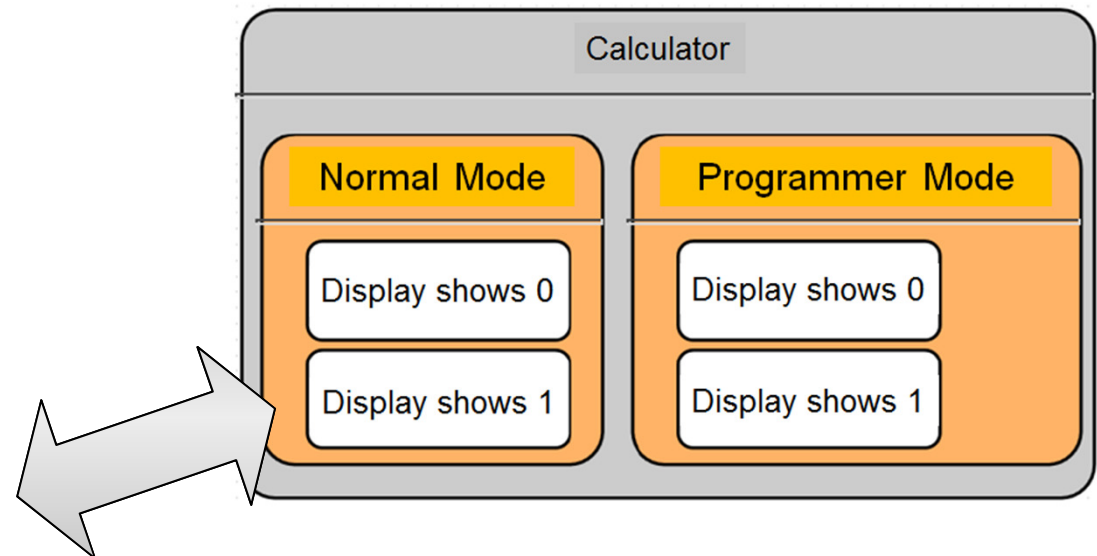 Calculator
Normal Mode
Programmer Mode
Display shows 0
Display shows 0
Display shows 1
Display shows 1